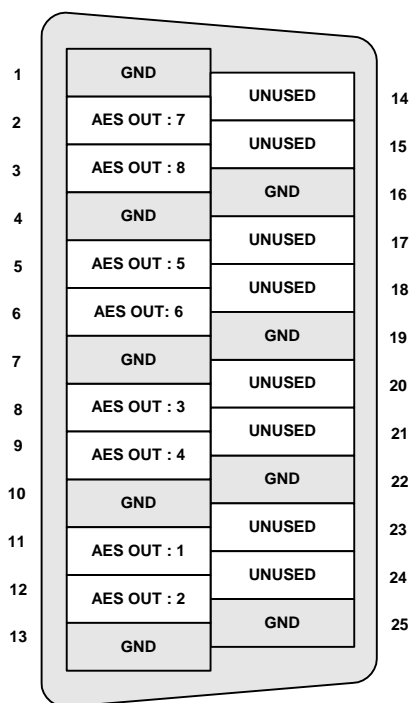 1 GND
UNUSED 14
2 AES OUT : 7
UNUSED 15
3 AES OUT : 8
GND 16
4 GND
UNUSED 17
5 AES OUT : 5
UNUSED 18
6 AES OUT: 6
GND 19
7 GND
UNUSED 20
8 AES OUT : 3
UNUSED 21
9 AES OUT : 4
GND 22
10 GND
UNUSED 23
11 AES OUT : 1
UNUSED 24
12 AES OUT : 2
GND 25
13 GND